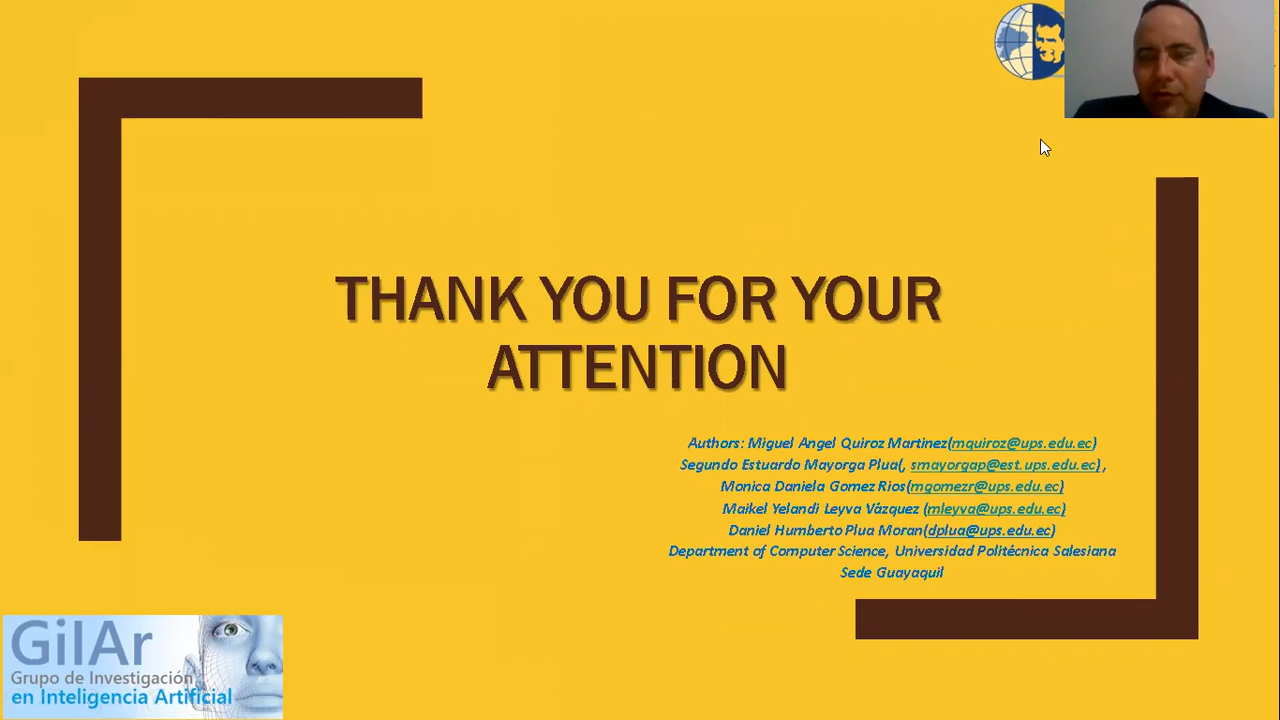 THANK YOU FOR YOUR
ATTENTION
Authors: Miguel Angel Quiroz Martinez(mquiroz@ups.edu.ec)
Segundo Estuardo Mayorga Plua(, smayorgap@est.ups.edu.ec) ,
Monica Daniela Gomez Rios(mgomezr@ups.edu.ec)
Maikel Yelandi Leyva Vázquez (mleyva@ups.edu.ec)
Daniel Humberto Plua Moran(dplua@ups.edu.ec)
Department of Computer Science, Universidad Politécnica Salesiana
Sede Guayaquil
GiIAr
Grupo de Investigación
en Inteligencia Artificial